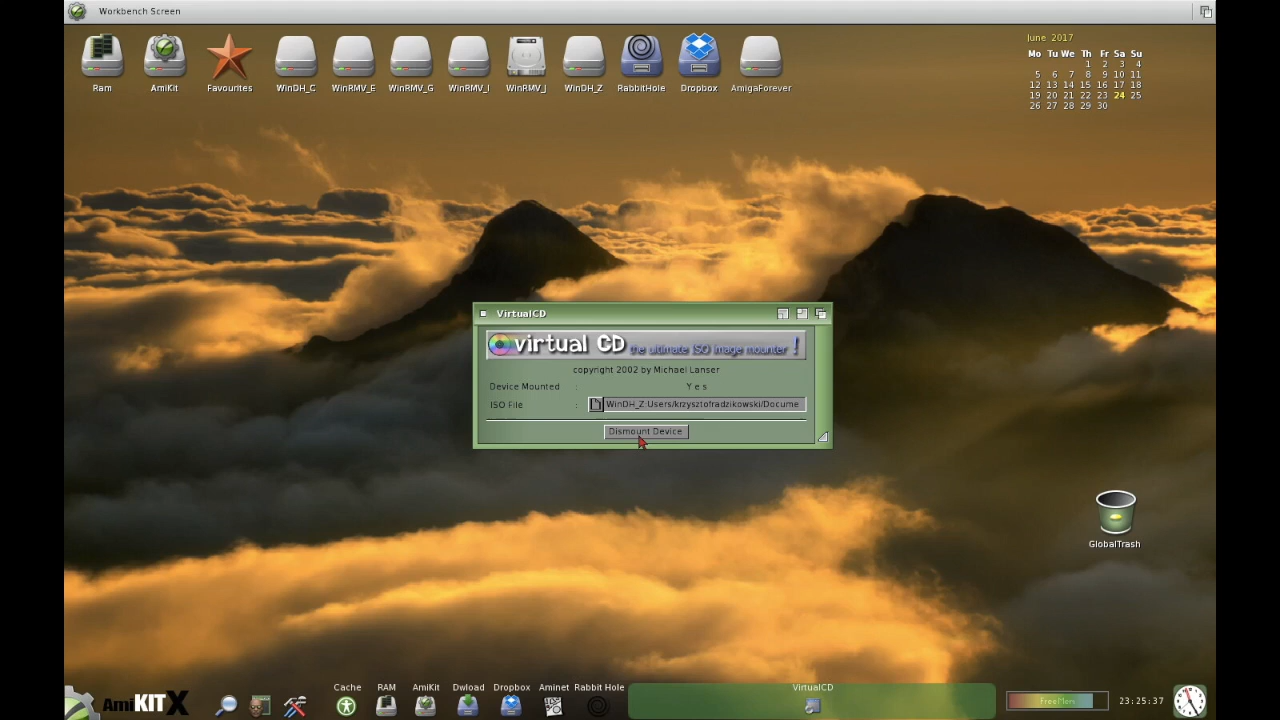 Workbench Screen
Ram AmiKit Favourites WinDH_C WinRMV_E WinRMV_G WinRMV_I WinRMV_J WinDH_Z RabbitHole Dropbox AmigaForever
June 2017
Mo Tu We Th Fr Sa Su
1 2 3 4
5 6 7 8 9 10 11
12 13 14 15 16 17 18
19 20 21 22 23 24 25
26 27 28 29 30
VirtualCD
virtual CD the ultimate ISO image mounter !
copyright 2002 by Michael Lanser
Device Mounted : Y e s
ISO File : WinDH_Z:Users/krzysztofradzikowski/Docume
Dismount Device
GlobalTrash
AmiKIT X
Cache RAM AmiKit Dwload Dropbox Aminet Rabbit Hole
VirtualCD
FreeMem
23:25:37